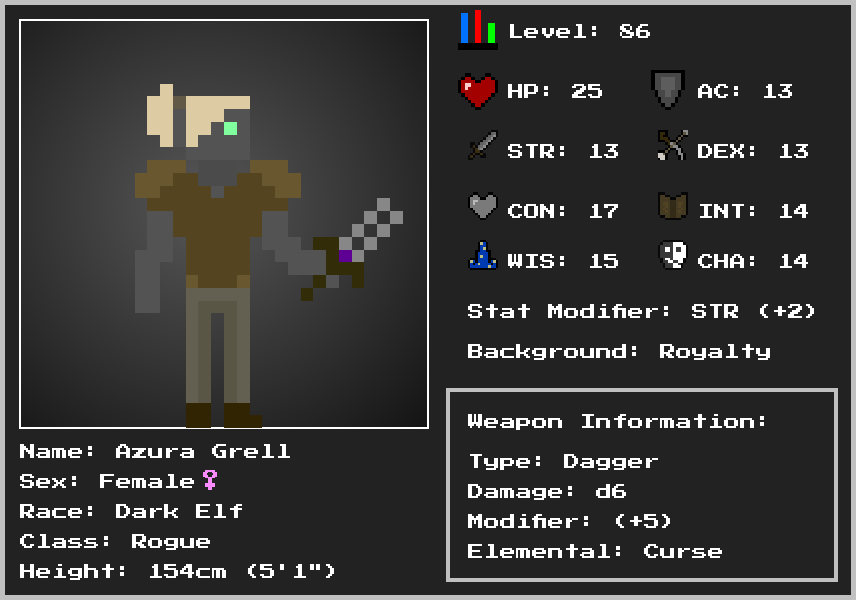 Level: 86
HP: 25
AC: 13
STR: 13
DEX: 13
CON: 17
INT: 14
WIS: 15
CHA: 14
Stat Modifier: STR (+2)
Background: Royalty
Name: Azura Grell
Sex: Female♀
Race: Dark Elf
Class: Rogue
Height: 154cm (5'1")
Weapon Information:
Type: Dagger
Damage: d6
Modifier: (+5)
Elemental: Curse